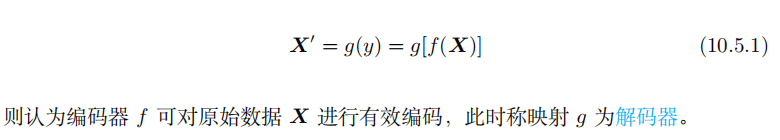 X′ = g(y) = g[f(X)] (10.5.1)
则认为编码器 f 可对原始数据 X 进行有效编码，此时称映射 g 为解码器。